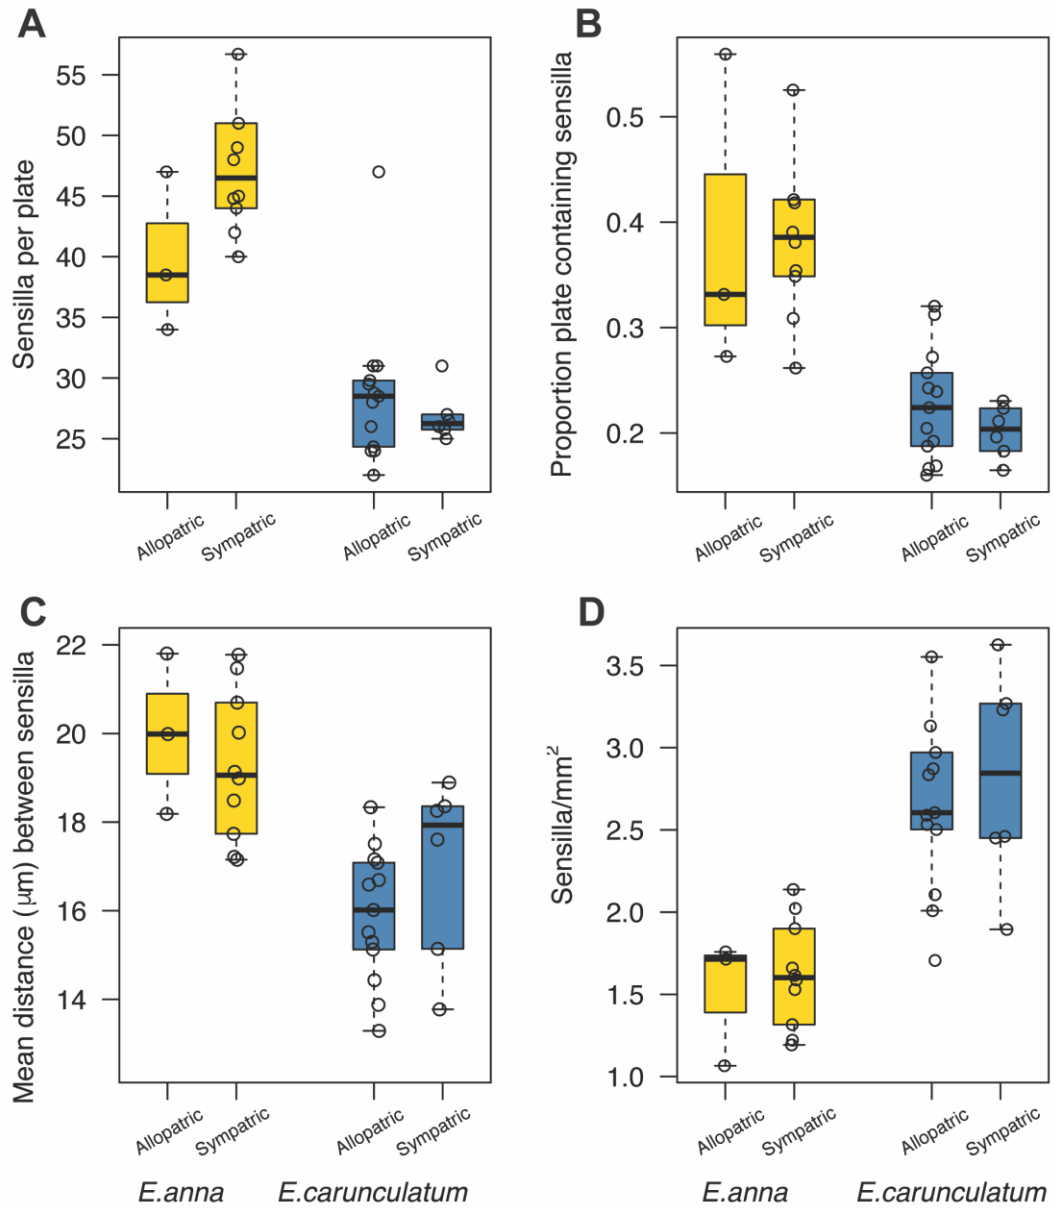 A
B
Sensilla per plate
55
50
45
40
35
30
25
Allopatric
Sympatric
Allopatric
Sympatric
Proportion plate containing sensilla
0.5
0.4
0.3
0.2
Allopatric
Sympatric
Allopatric
Sympatric
C
D
Mean distance (μm) between sensilla
22
20
18
16
14
Allopatric
Sympatric
Allopatric
Sympatric
E.anna
E.carunculatum
Sensilla/mm²
3.5
3.0
2.5
2.0
1.5
1.0
Allopatric
Sympatric
Allopatric
Sympatric
E.anna
E.carunculatum